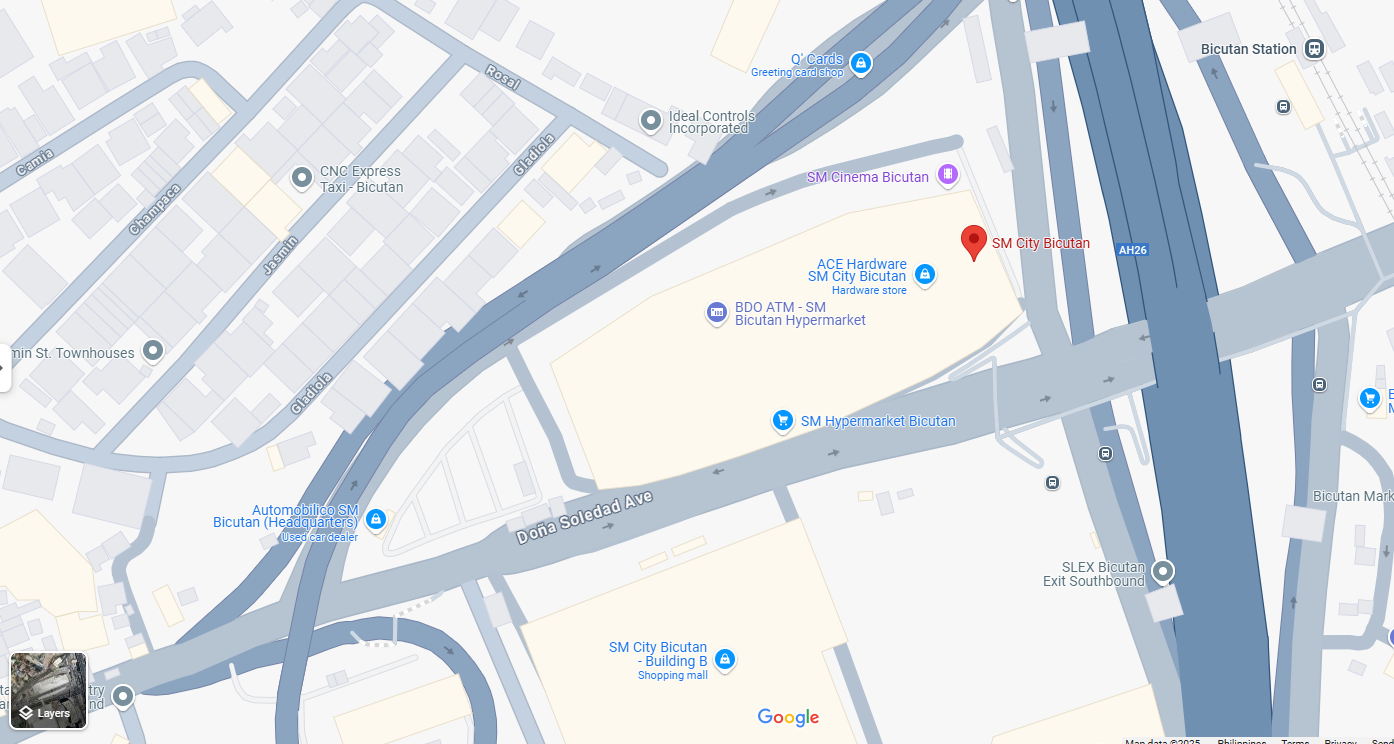 Q' Cards
Greeting card shop
Bicutan Station
Rosal
Ideal Controls
Incorporated
Camia
Champaca
CNC Express
Taxi - Bicutan
Gladiola
SM Cinema Bicutan
Jasmin
SM City Bicutan
AH26
ACE Hardware
SM City Bicutan
Hardware store
BDO ATM - SM
Bicutan Hypermarket
min St. Townhouses
Gladiola
SM Hypermarket Bicutan
Doña Soledad Ave
Automobilico SM
Bicutan (Headquarters)
Used car dealer
Bicutan Mark
SLEX Bicutan
Exit Southbound
SM City Bicutan
- Building B
Shopping mall
Layers
Google
Map data ©2025
Philippines
Terms
Privacy
Send